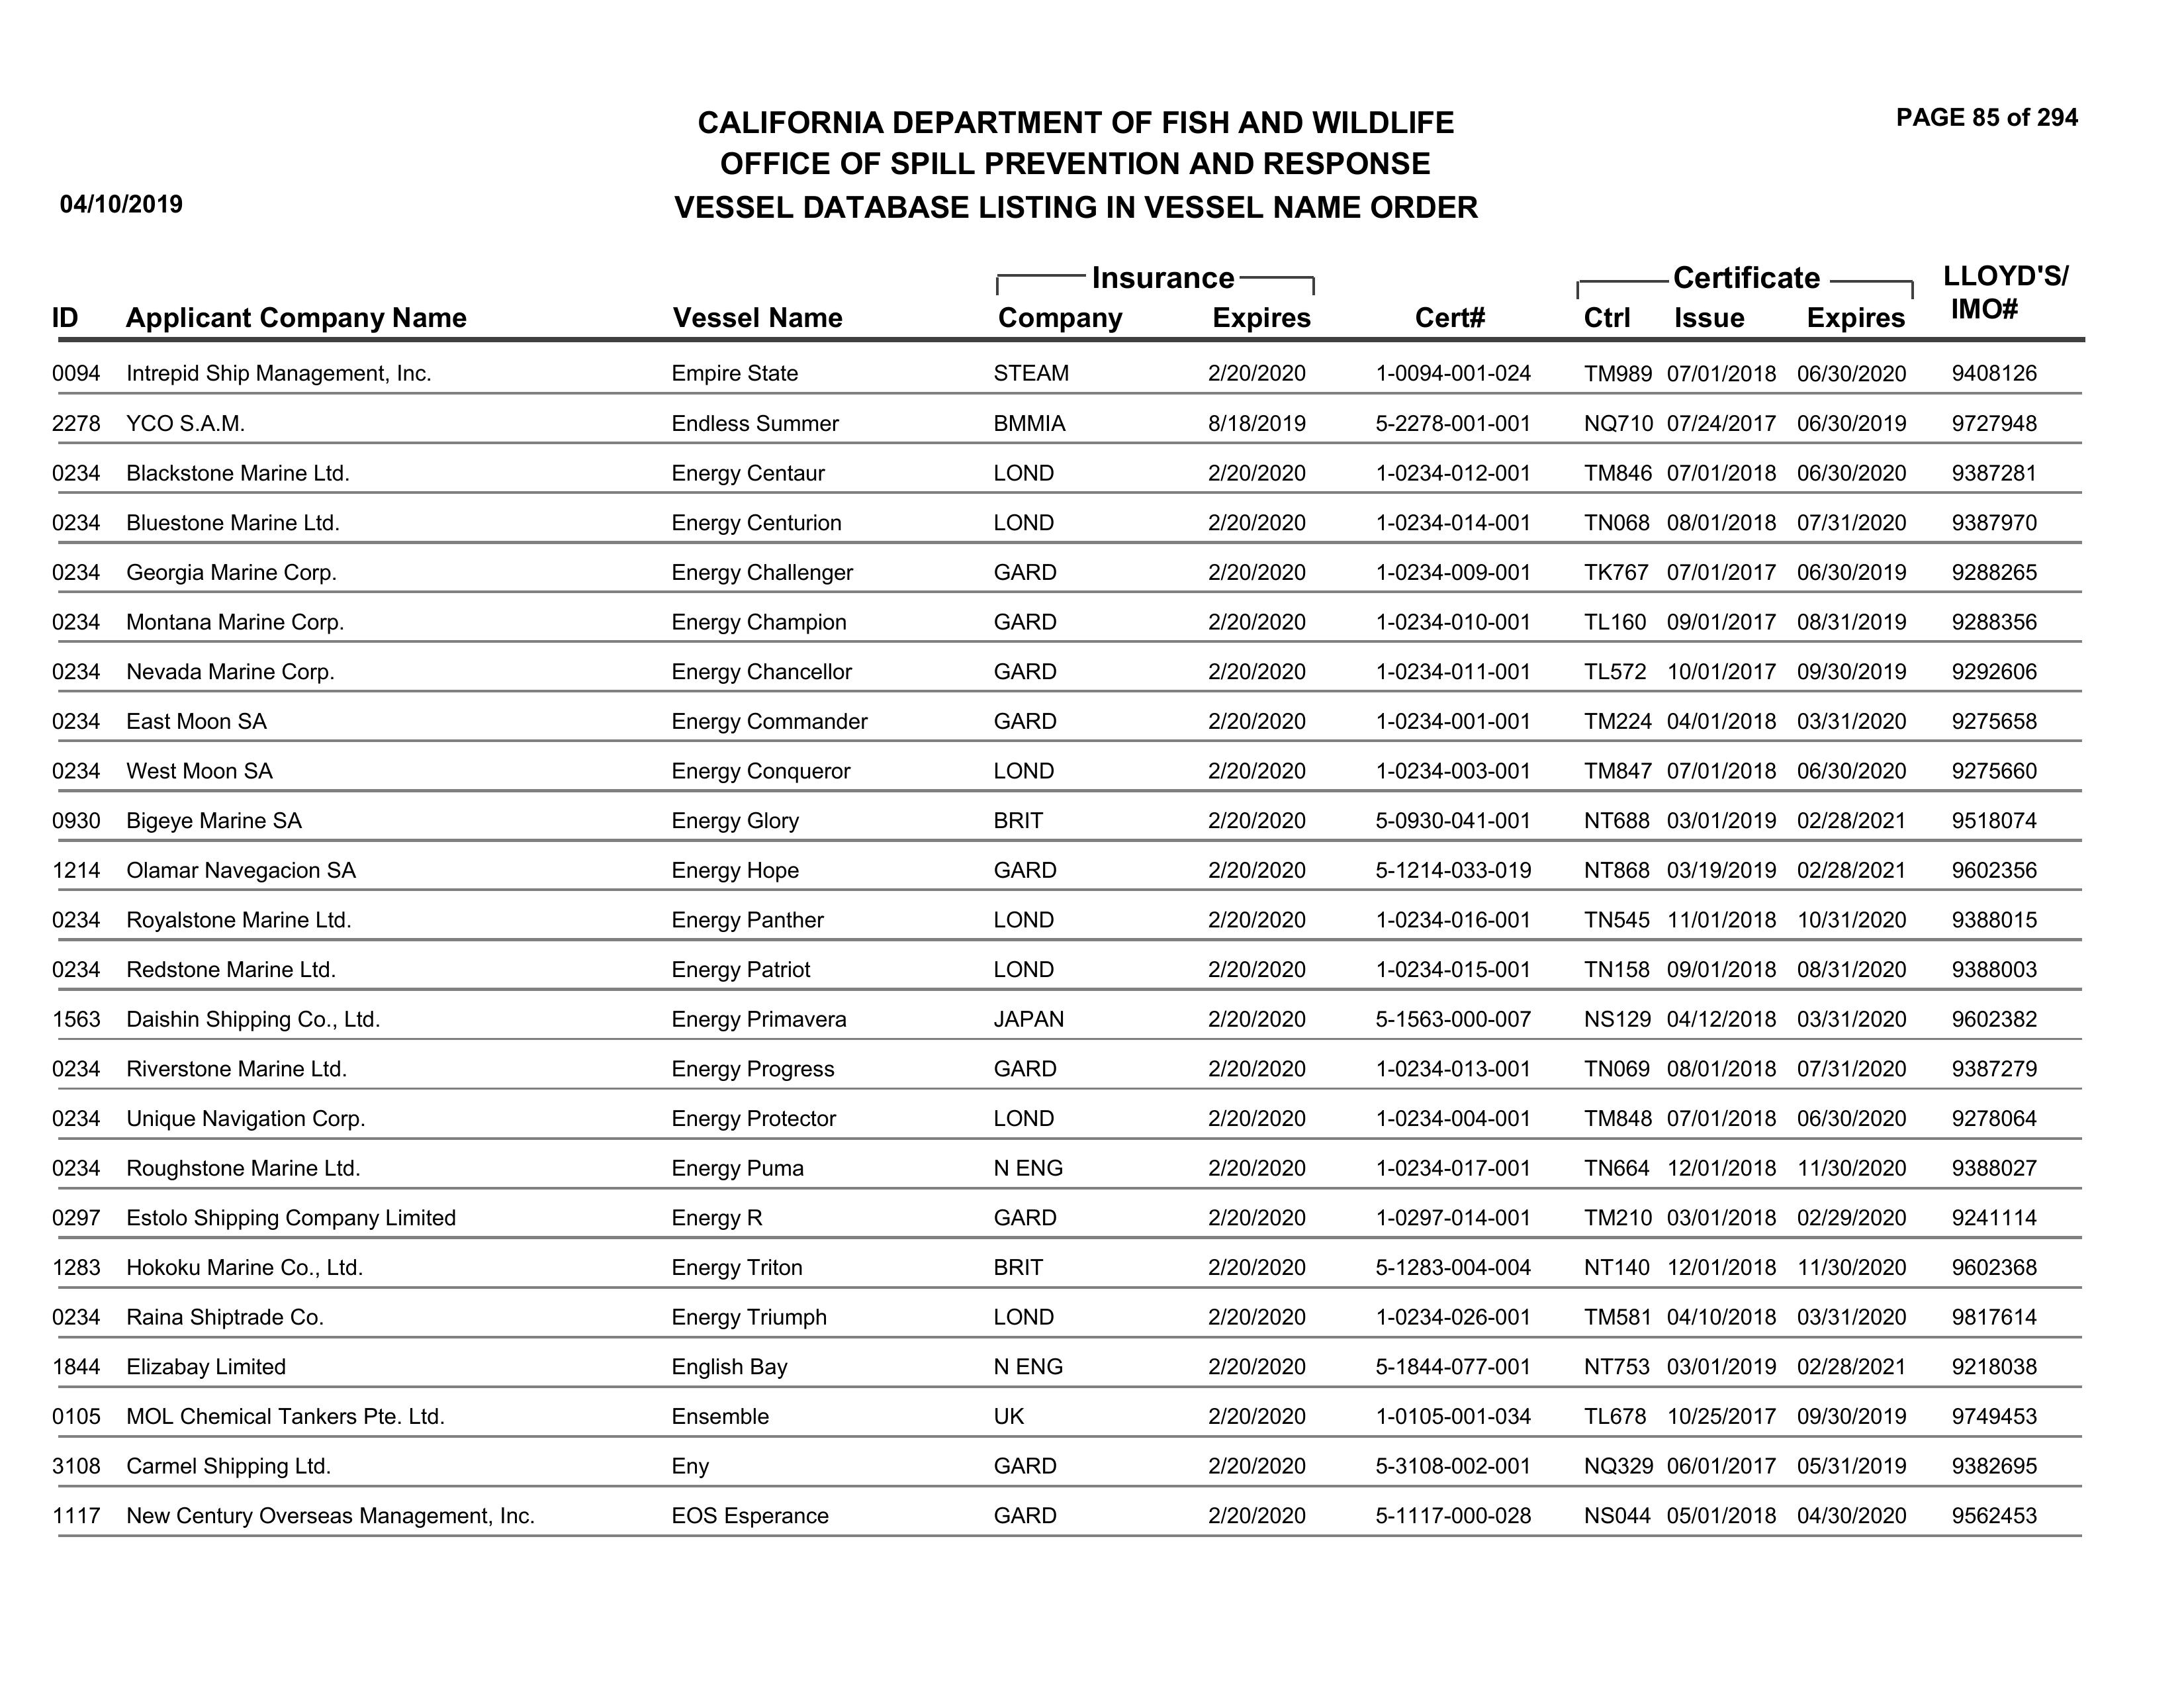 PAGE 85 of 294
CALIFORNIA DEPARTMENT OF FISH AND WILDLIFE
OFFICE OF SPILL PREVENTION AND RESPONSE
04/10/2019 VESSEL DATABASE LISTING IN VESSEL NAME ORDER
Insurance Certificate LLOYD'S/
ID Applicant Company Name Vessel Name Company Expires Cert# Ctrl Issue Expires IMO#
0094 Intrepid Ship Management, Inc. Empire State STEAM 2/20/2020 1-0094-001-024 TM989 07/01/2018 06/30/2020 9408126
2278 YCO S.A.M. Endless Summer BMMIA 8/18/2019 5-2278-001-001 NQ710 07/24/2017 06/30/2019 9727948
0234 Blackstone Marine Ltd. Energy Centaur LOND 2/20/2020 1-0234-012-001 TM846 07/01/2018 06/30/2020 9387281
0234 Bluestone Marine Ltd. Energy Centurion LOND 2/20/2020 1-0234-014-001 TN068 08/01/2018 07/31/2020 9387970
0234 Georgia Marine Corp. Energy Challenger GARD 2/20/2020 1-0234-009-001 TK767 07/01/2017 06/30/2019 9288265
0234 Montana Marine Corp. Energy Champion GARD 2/20/2020 1-0234-010-001 TL160 09/01/2017 08/31/2019 9288356
0234 Nevada Marine Corp. Energy Chancellor GARD 2/20/2020 1-0234-011-001 TL572 10/01/2017 09/30/2019 9292606
0234 East Moon SA Energy Commander GARD 2/20/2020 1-0234-001-001 TM224 04/01/2018 03/31/2020 9275658
0234 West Moon SA Energy Conqueror LOND 2/20/2020 1-0234-003-001 TM847 07/01/2018 06/30/2020 9275660
0930 Bigeye Marine SA Energy Glory BRIT 2/20/2020 5-0930-041-001 NT688 03/01/2019 02/28/2021 9518074
1214 Olamar Navegacion SA Energy Hope GARD 2/20/2020 5-1214-033-019 NT868 03/19/2019 02/28/2021 9602356
0234 Royalstone Marine Ltd. Energy Panther LOND 2/20/2020 1-0234-016-001 TN545 11/01/2018 10/31/2020 9388015
0234 Redstone Marine Ltd. Energy Patriot LOND 2/20/2020 1-0234-015-001 TN158 09/01/2018 08/31/2020 9388003
1563 Daishin Shipping Co., Ltd. Energy Primavera JAPAN 2/20/2020 5-1563-000-007 NS129 04/12/2018 03/31/2020 9602382
0234 Riverstone Marine Ltd. Energy Progress GARD 2/20/2020 1-0234-013-001 TN069 08/01/2018 07/31/2020 9387279
0234 Unique Navigation Corp. Energy Protector LOND 2/20/2020 1-0234-004-001 TM848 07/01/2018 06/30/2020 9278064
0234 Roughstone Marine Ltd. Energy Puma N ENG 2/20/2020 1-0234-017-001 TN664 12/01/2018 11/30/2020 9388027
0297 Estolo Shipping Company Limited Energy R GARD 2/20/2020 1-0297-014-001 TM210 03/01/2018 02/29/2020 9241114
1283 Hokoku Marine Co., Ltd. Energy Triton BRIT 2/20/2020 5-1283-004-004 NT140 12/01/2018 11/30/2020 9602368
0234 Raina Shiptrade Co. Energy Triumph LOND 2/20/2020 1-0234-026-001 TM581 04/10/2018 03/31/2020 9817614
1844 Elizabay Limited English Bay N ENG 2/20/2020 5-1844-077-001 NT753 03/01/2019 02/28/2021 9218038
0105 MOL Chemical Tankers Pte. Ltd. Ensemble UK 2/20/2020 1-0105-001-034 TL678 10/25/2017 09/30/2019 9749453
3108 Carmel Shipping Ltd. Eny GARD 2/20/2020 5-3108-002-001 NQ329 06/01/2017 05/31/2019 9382695
1117 New Century Overseas Management, Inc. EOS Esperance GARD 2/20/2020 5-1117-000-028 NS044 05/01/2018 04/30/2020 9562453